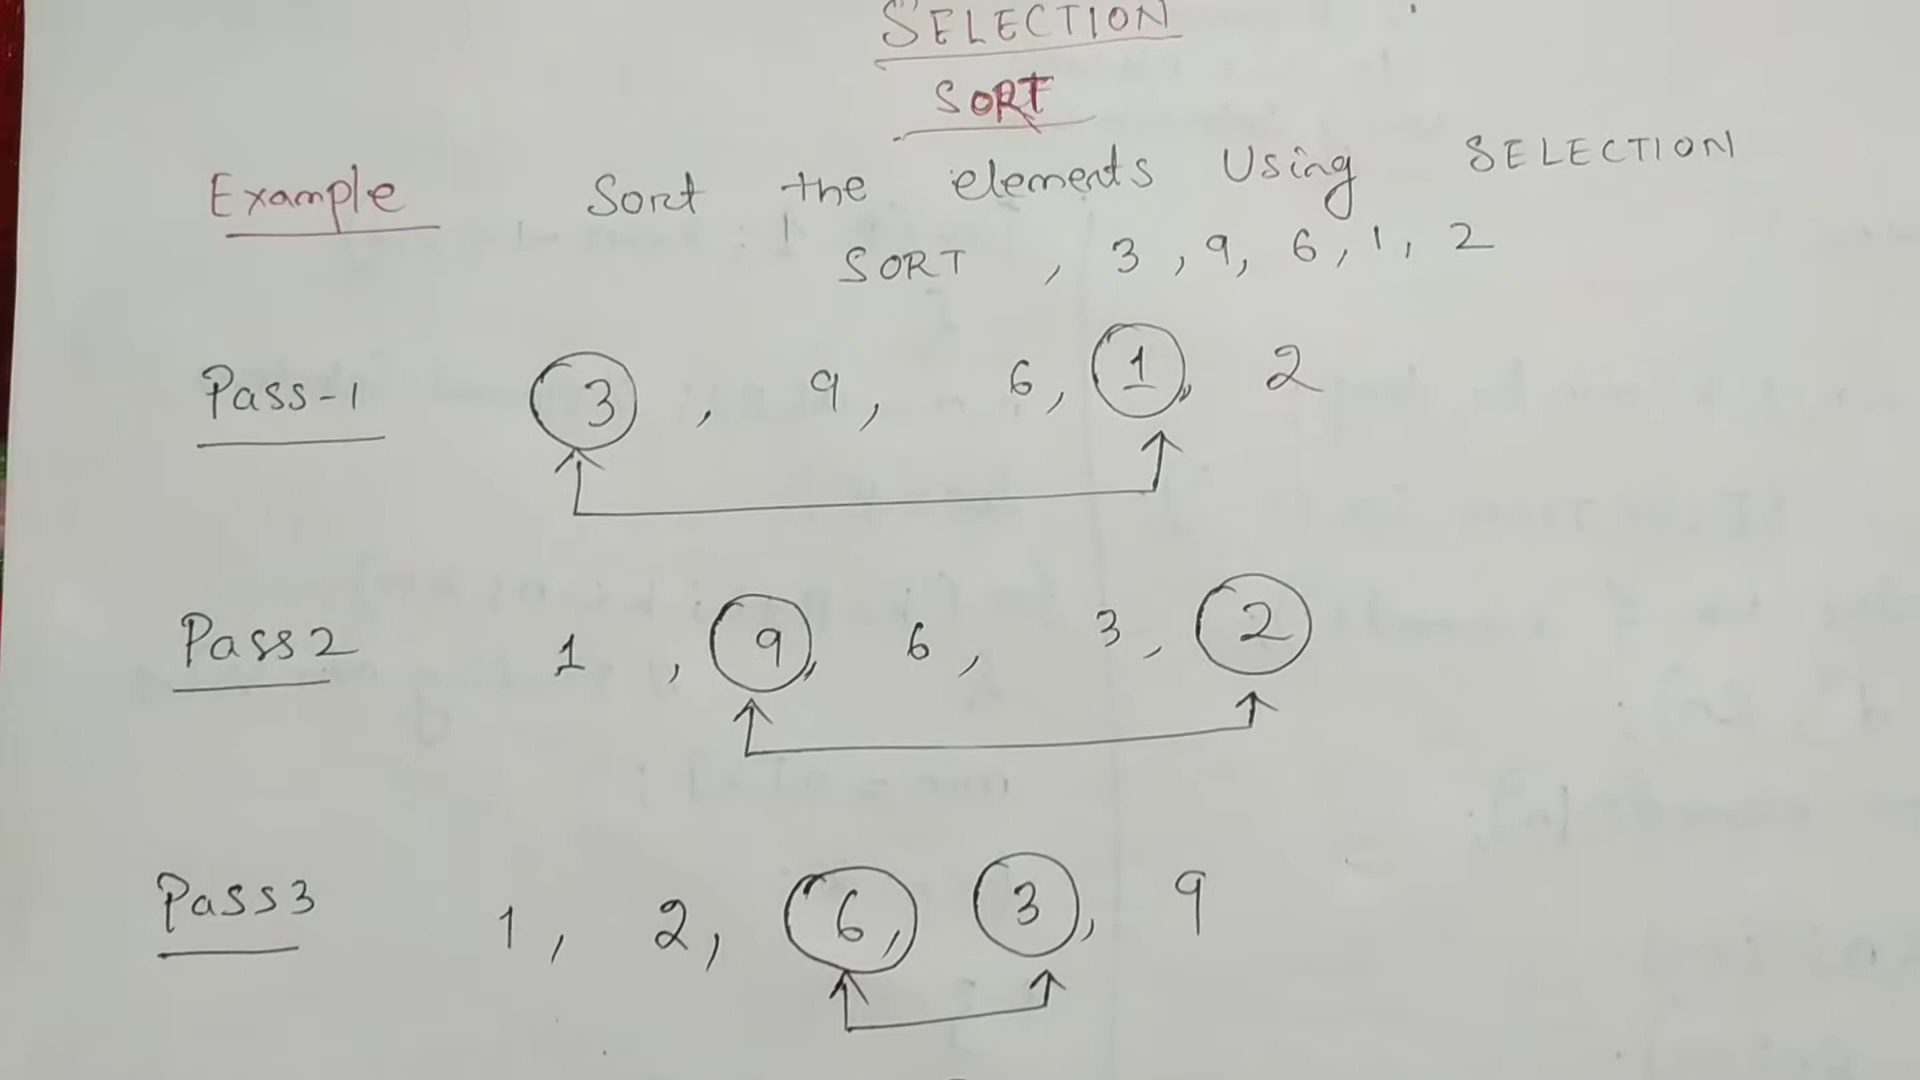 SELECTION
SORT
Example Sort the elements Using SELECTION
SORT , 3 , 9, 6, 1, 2
Pass-1 3 , 9, 6, 1, 2
Pass2 1 , 9, 6, 3, 2
Pass3 1, 2, 6, 3, 9